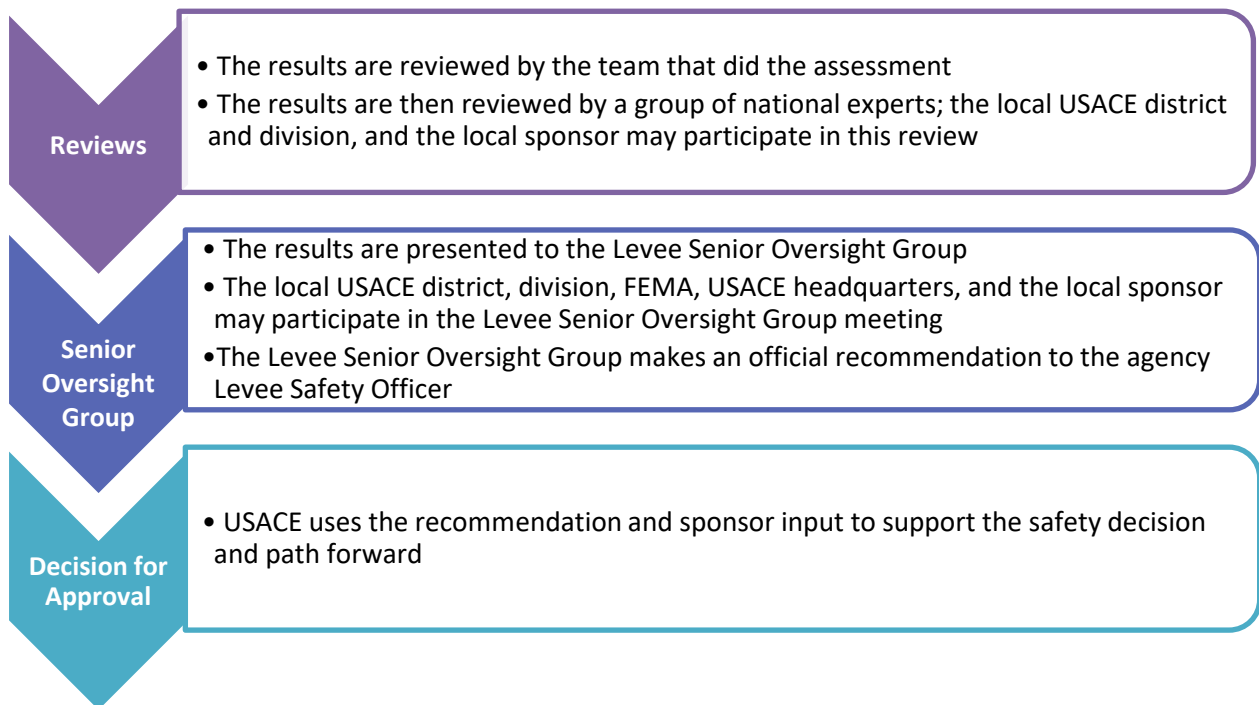 Reviews
• The results are reviewed by the team that did the assessment
• The results are then reviewed by a group of national experts; the local USACE district
and division, and the local sponsor may participate in this review
Senior
Oversight
Group
• The results are presented to the Levee Senior Oversight Group
• The local USACE district, division, FEMA, USACE headquarters, and the local sponsor
may participate in the Levee Senior Oversight Group meeting
•The Levee Senior Oversight Group makes an official recommendation to the agency
Levee Safety Officer
Decision for
Approval
• USACE uses the recommendation and sponsor input to support the safety decision
and path forward